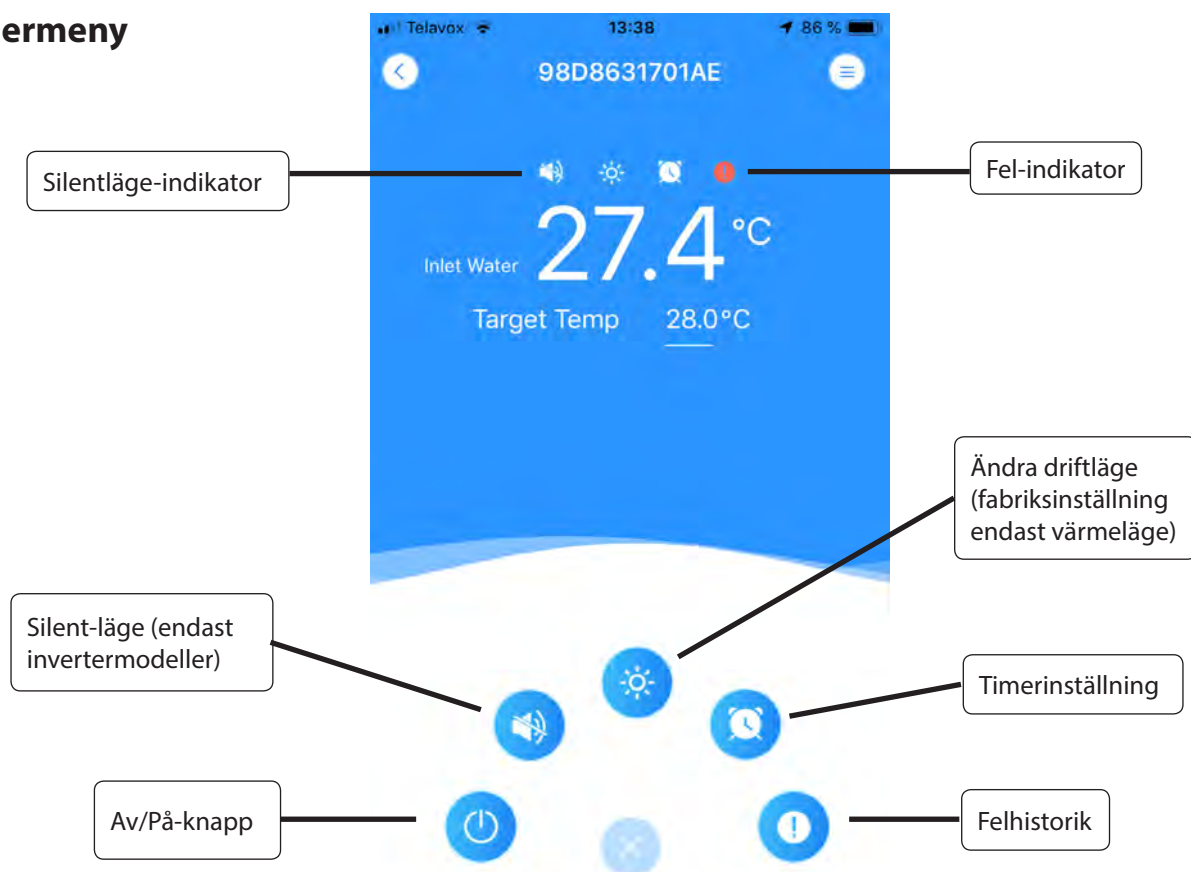 ermeny
Telavox 13:38 86 %
98D8631701AE
Silentläge-indikator
Fel-indikator
27.4 °C
Inlet Water
Target Temp 28.0°C
Ändra driftläge
(fabriksinställning
endast värmeläge)
Silent-läge (endast
invertermodeller)
Timerinställning
Av/På-knapp
Felhistorik